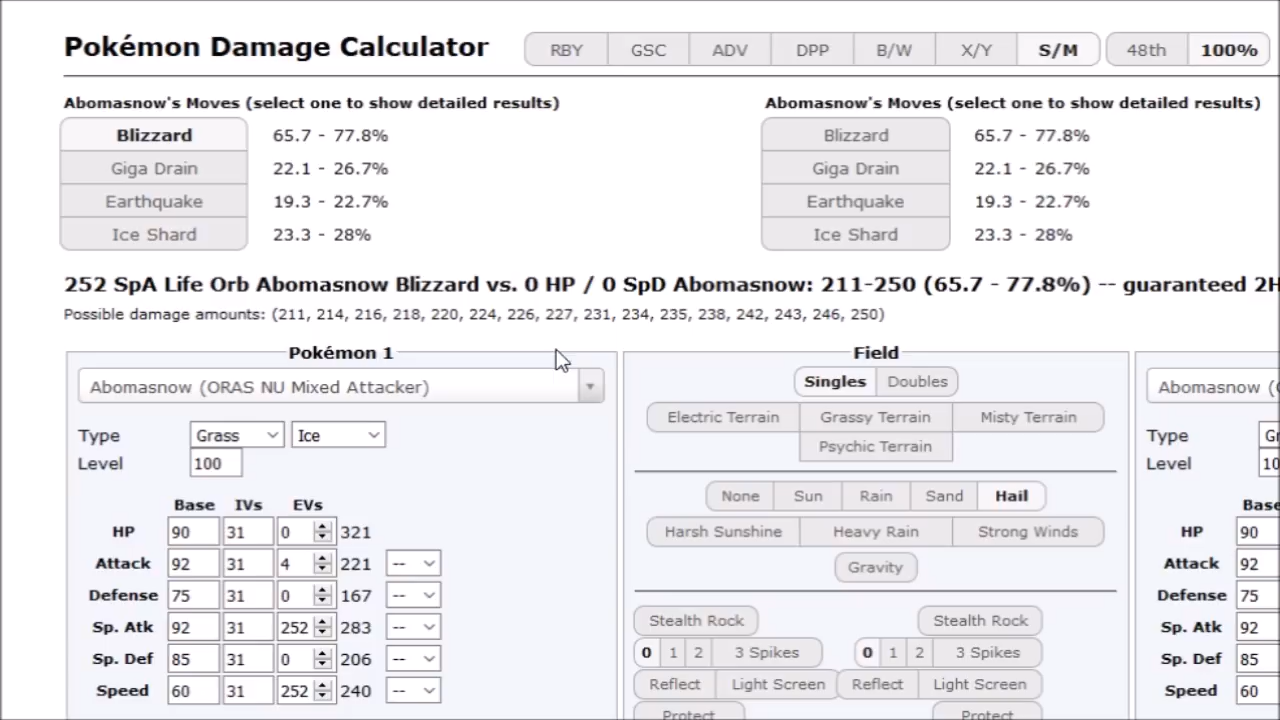 Pokémon Damage Calculator RBY GSC ADV DPP B/W X/Y S/M 48th 100%
Abomasnow's Moves (select one to show detailed results) Abomasnow's Moves (select one to show detailed results)
Blizzard 65.7 - 77.8% Blizzard 65.7 - 77.8%
Giga Drain 22.1 - 26.7% Giga Drain 22.1 - 26.7%
Earthquake 19.3 - 22.7% Earthquake 19.3 - 22.7%
Ice Shard 23.3 - 28% Ice Shard 23.3 - 28%
252 SpA Life Orb Abomasnow Blizzard vs. 0 HP / 0 SpD Abomasnow: 211-250 (65.7 - 77.8%) -- guaranteed 2H
Possible damage amounts: (211, 214, 216, 218, 220, 224, 226, 227, 231, 234, 235, 238, 242, 243, 246, 250)
Pokémon 1
Abomasnow (ORAS NU Mixed Attacker)
Type Grass Ice
Level 100
Base IVs EVs
HP 90 31 0 321
Attack 92 31 4 221 --
Defense 75 31 0 167 --
Sp. Atk 92 31 252 283 --
Sp. Def 85 31 0 206 --
Speed 60 31 252 240 --
Field
Singles Doubles
Electric Terrain Grassy Terrain Misty Terrain
Psychic Terrain
None Sun Rain Sand Hail
Harsh Sunshine Heavy Rain Strong Winds
Gravity
Stealth Rock Stealth Rock
0 1 2 3 Spikes 0 1 2 3 Spikes
Reflect Light Screen Reflect Light Screen
Protect Protect
Abomasnow (
Type Gr
Level 10
Base
HP 90
Attack 92
Defense 75
Sp. Atk 92
Sp. Def 85
Speed 60